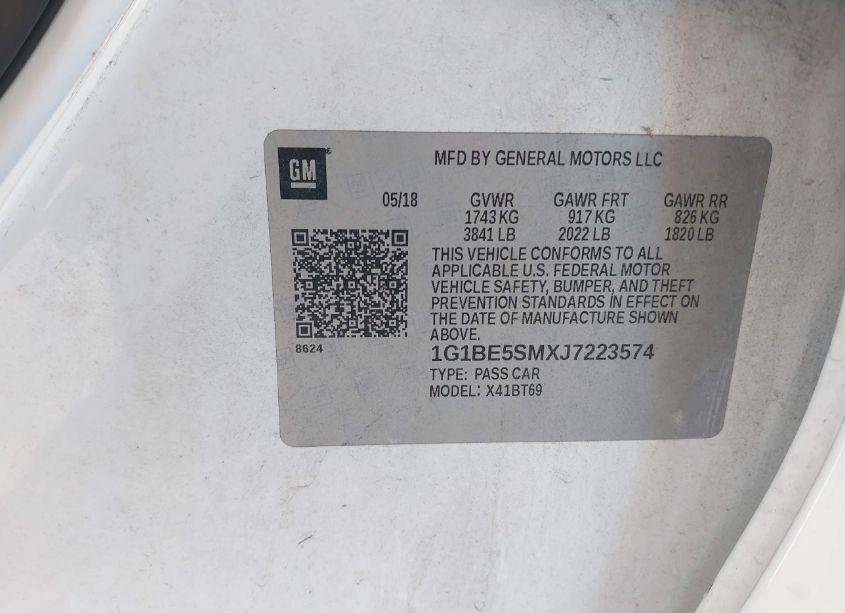 GM
MFD BY GENERAL MOTORS LLC
05/18 GVWR GAWR FRT GAWR RR
1743 KG 917 KG 826 KG
3841 LB 2022 LB 1820 LB
THIS VEHICLE CONFORMS TO ALL
APPLICABLE U.S. FEDERAL MOTOR
VEHICLE SAFETY, BUMPER, AND THEFT
PREVENTION STANDARDS IN EFFECT ON
THE DATE OF MANUFACTURE SHOWN
ABOVE.
8624
1G1BE5SMXJ7223574
TYPE: PASS CAR
MODEL: X41BT69